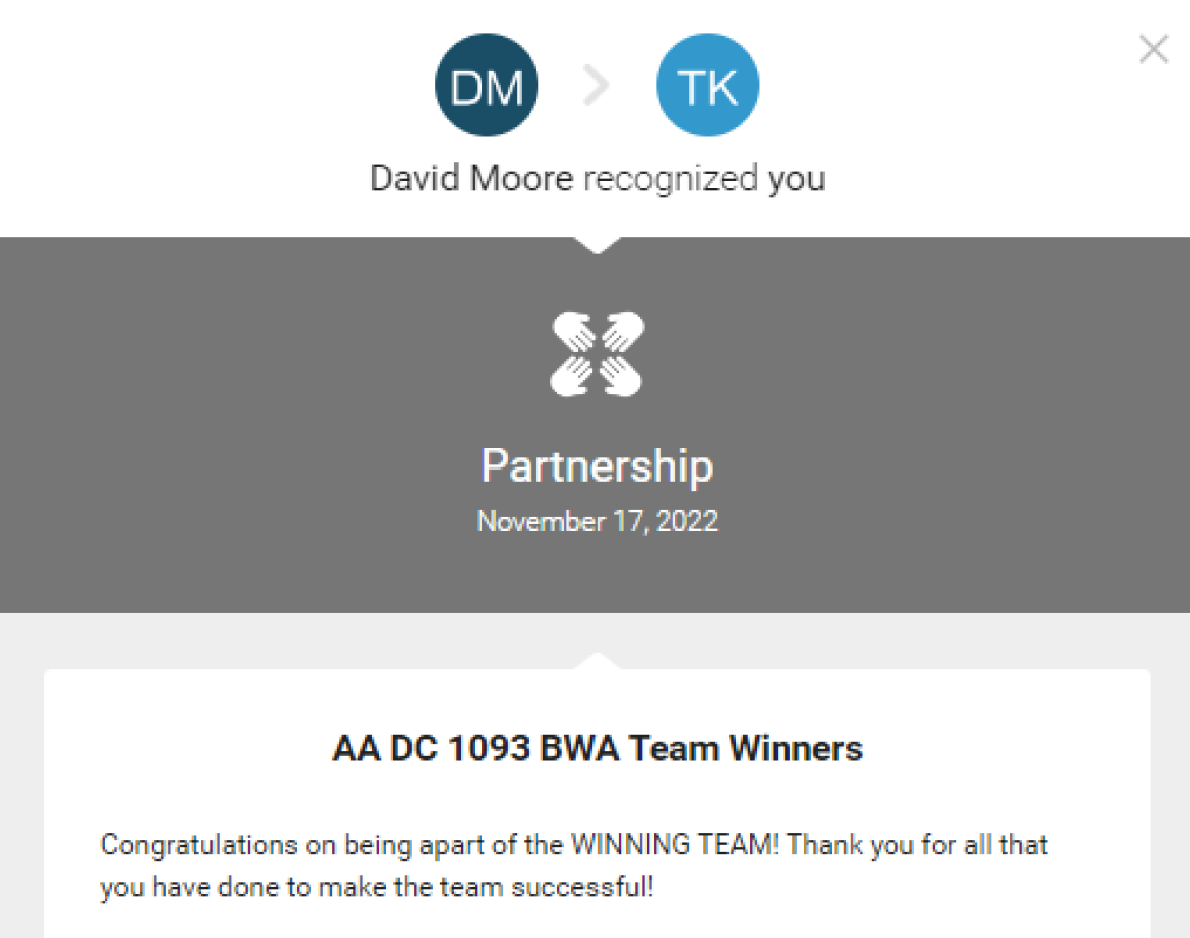 DM TK
David Moore recognized you
Partnership
November 17, 2022
AA DC 1093 BWA Team Winners
Congratulations on being apart of the WINNING TEAM! Thank you for all that
you have done to make the team successful!